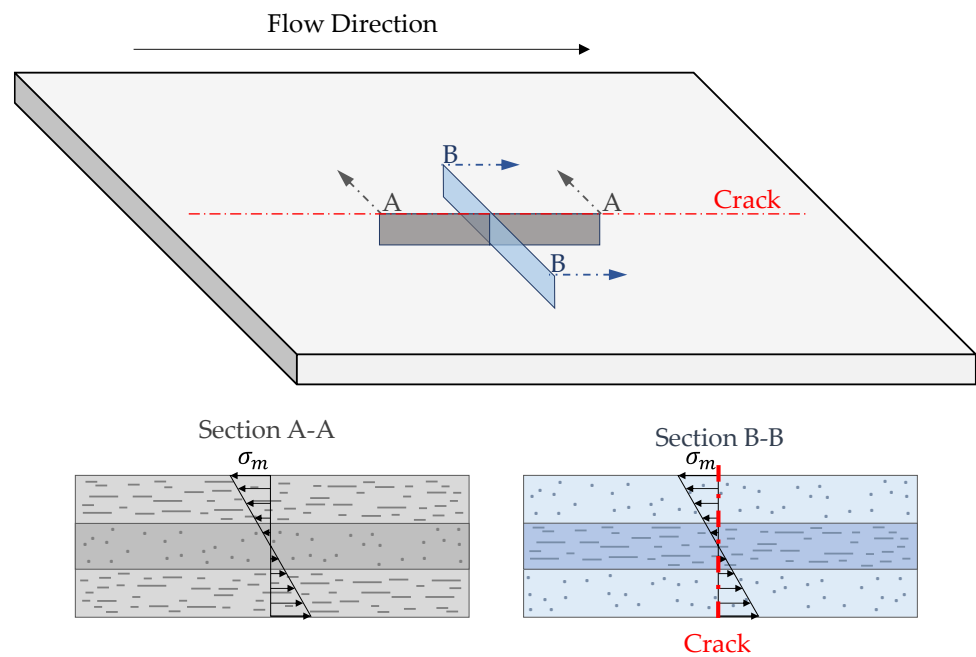 Flow Direction
B
A
A
Crack
B
Section A-A
Section B-B
σm
σm
Crack